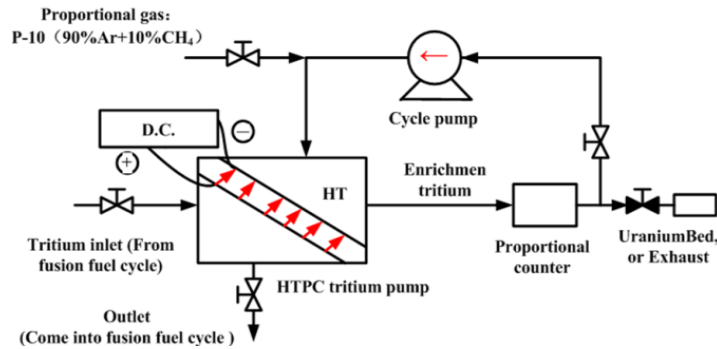 Proportional gas:
P-10（90%Ar+10%CH₄）
Cycle pump
D.C.
−
+
HT
Enrichmen
tritium
Tritium inlet (From
fusion fuel cycle)
HTPC tritium pump
Proportional
counter
UraniumBed,
or Exhaust
Outlet
(Come into fusion fuel cycle )